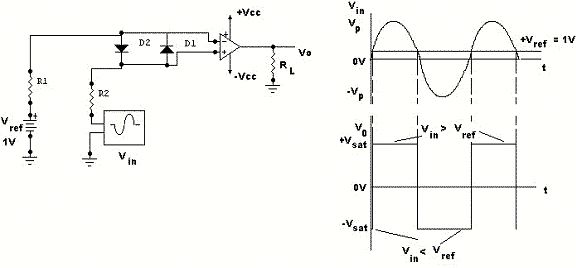 +Vcc
D2
D1
+
-
+
Vo
RL
-Vcc
R1
R2
+
Vref
1V
Vin
Vin
Vp
+Vref = 1V
0V
t
-Vp
V0
+Vsat
Vin> Vref
0V
t
-Vsat
Vin< Vref